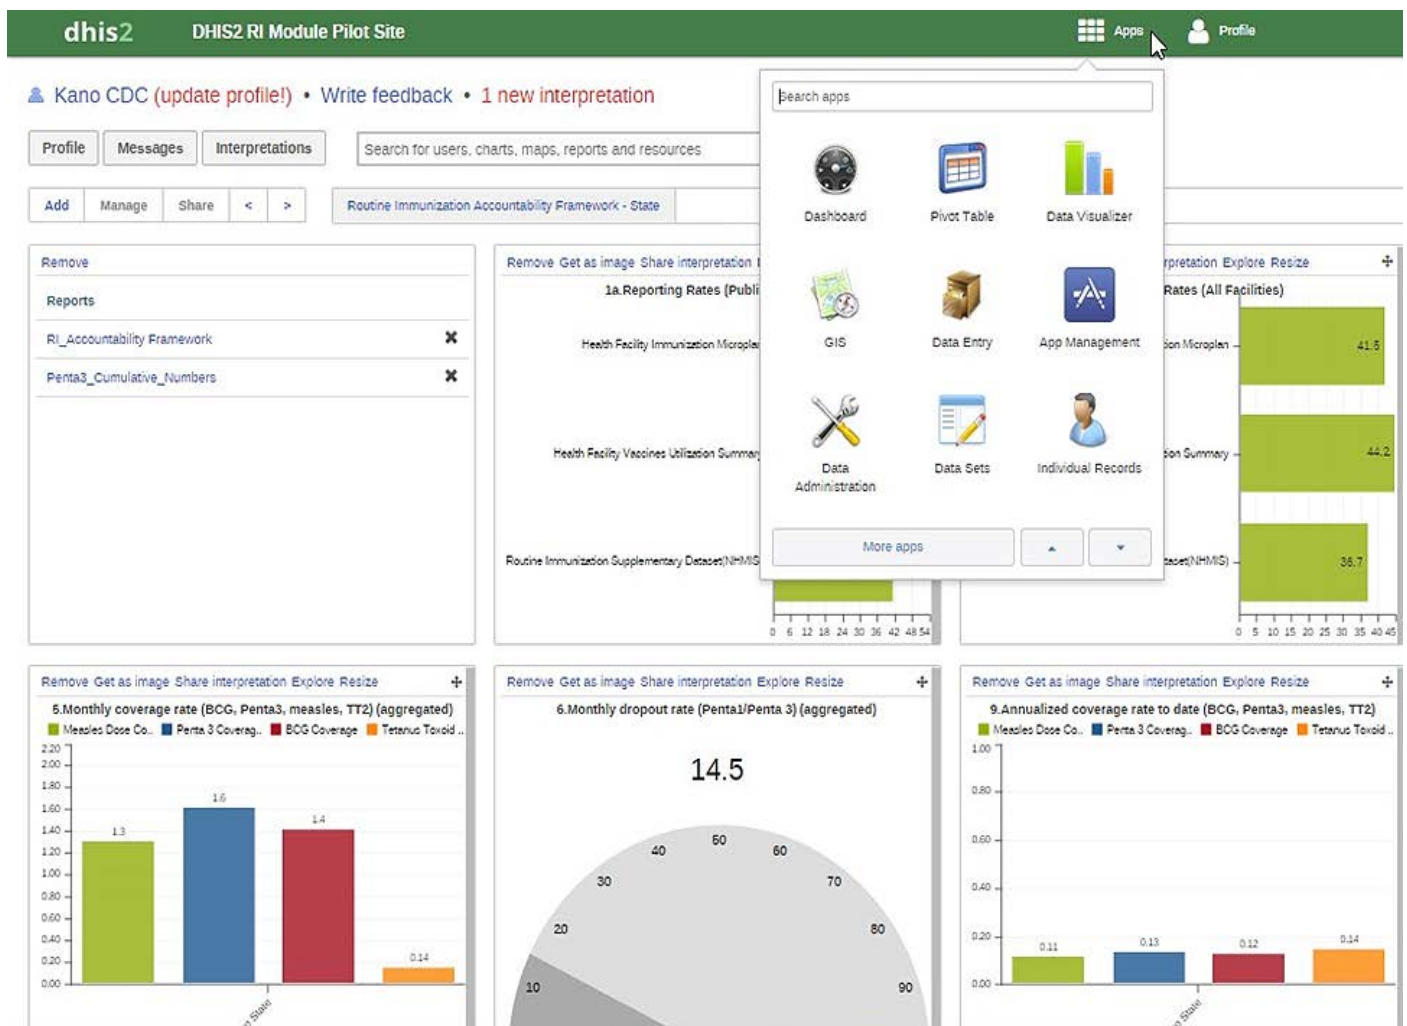 dhis2 DHIS2 RI Module Pilot Site Apps Profile
Kano CDC (update profile!) • Write feedback • 1 new interpretation
Search apps
Profile Messages Interpretations
Search for users, charts, maps, reports and resources
Add Manage Share < >
Routine Immunization Accountability Framework - State
Dashboard Pivot Table Data Visualizer
GIS Data Entry App Management
Data Administration
Data Sets Individual Records
More apps
Remove
Reports
RI_Accountability Framework
Penta3_Cumulative_Numbers
Remove Get as image Share interpretation
1a.Reporting Rates (Publi
Health Facility Immunization Micropla
Health Facility Vaccines Utilization Summar
Routine Immunization Supplementary Dataset(NHMIS
0 6 12 18 24 30 36 42 48 54
rpretation Explore Resize
Rates (All Facilities)
ion Microplan 41.5
ion Summary 44.2
taset(NHMIS) 36.7
0 5 10 15 20 25 30 35 40 45
Remove Get as image Share interpretation Explore Resize
5.Monthly coverage rate (BCG, Penta3, measles, TT2) (aggregated)
Measles Dose Co.. Penta 3 Coverag.. BCG Coverage Tetanus Toxoid ..
2.20
2.00
1.80
1.60
1.40
1.20
1.00
0.80
0.60
0.40
0.20
0.00
1.3 1.6 1.4 0.14
n State
Remove Get as image Share interpretation Explore Resize
6.Monthly dropout rate (Penta1/Penta 3) (aggregated)
14.5
10 20 30 40 50 60 70 80 90
Remove Get as image Share interpretation Explore Resize
9.Annualized coverage rate to date (BCG, Penta3, measles, TT2)
Measles Dose Co.. Penta 3 Coverag.. BCG Coverage Tetanus Toxoid ..
1.00
0.80
0.60
0.40
0.20
0.00
0.11 0.13 0.12 0.14
n State